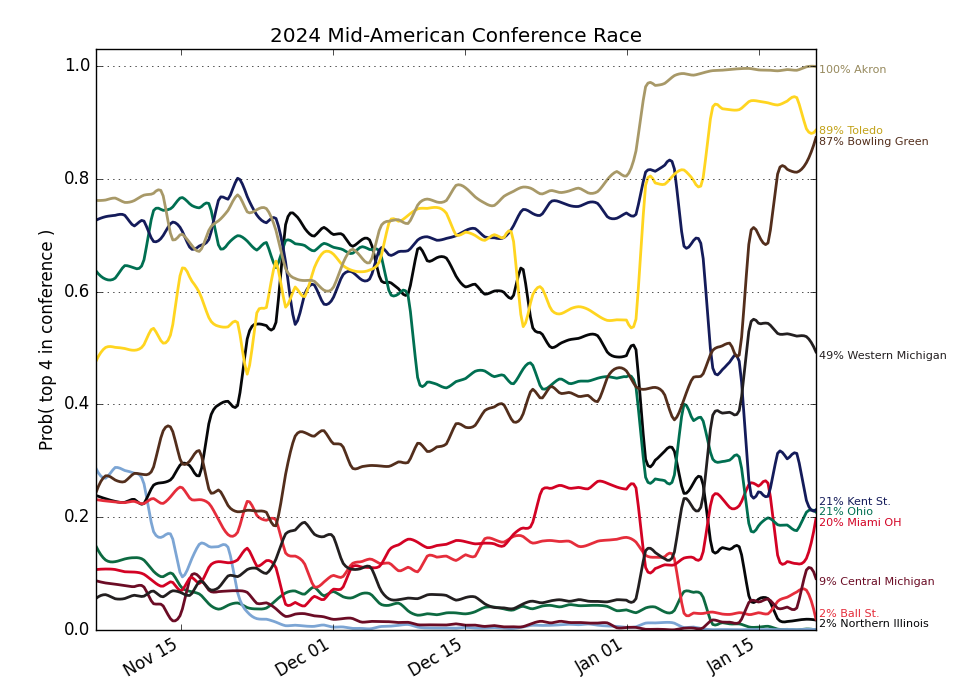 2024 Mid-American Conference Race
Prob( top 4 in conference )
1.0
0.8
0.6
0.4
0.2
0.0
Nov 15
Dec 01
Dec 15
Jan 01
Jan 15
100% Akron
89% Toledo
87% Bowling Green
49% Western Michigan
21% Kent St.
21% Ohio
20% Miami OH
9% Central Michigan
2% Ball St.
2% Northern Illinois